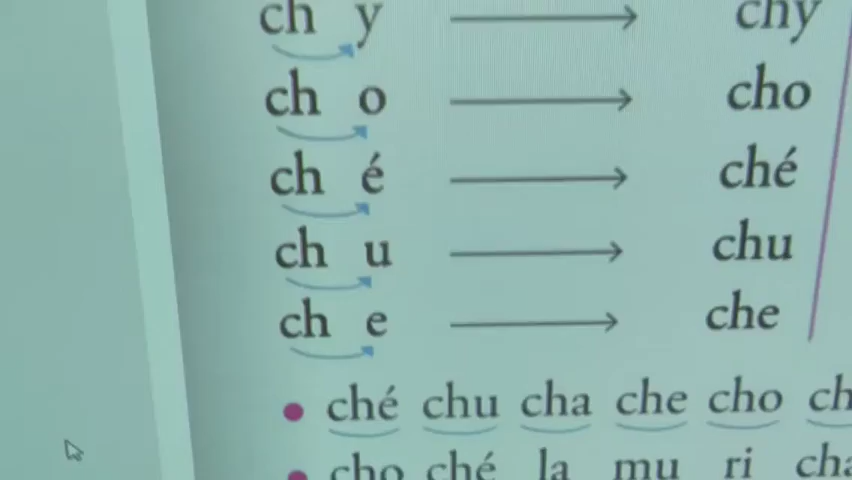 ch y chy
ch o cho
ch é ché
ch u chu
ch e che
ché chu cha che cho
cho ché la mu ri